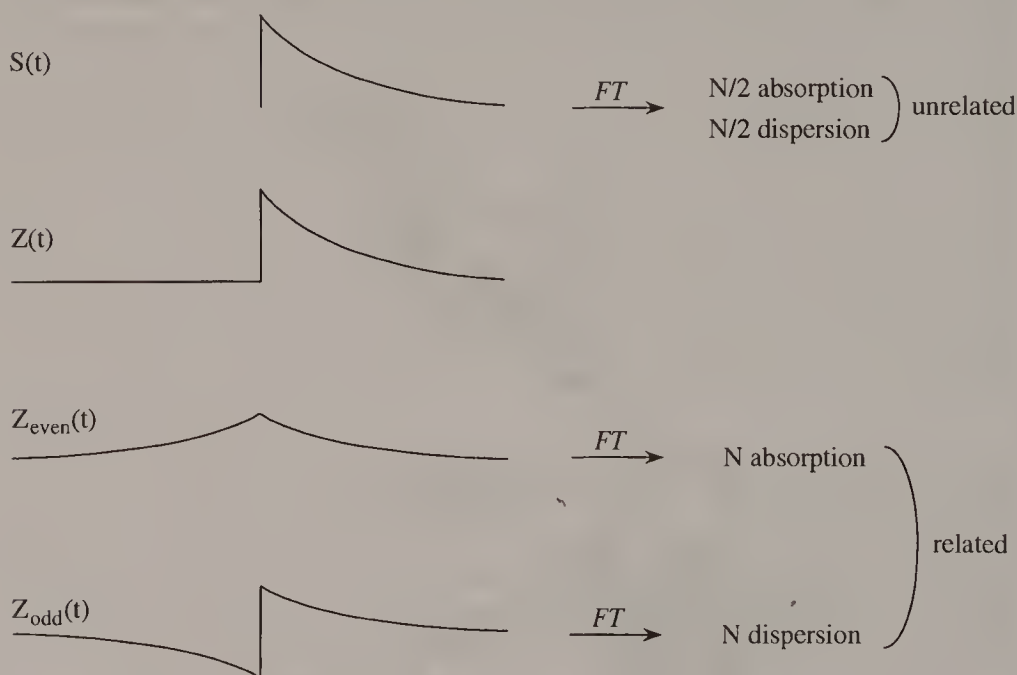 S(t)
FT
N/2 absorption
N/2 dispersion
unrelated
Z(t)
Zeven(t)
FT
N absorption
related
Zodd(t)
FT
N dispersion